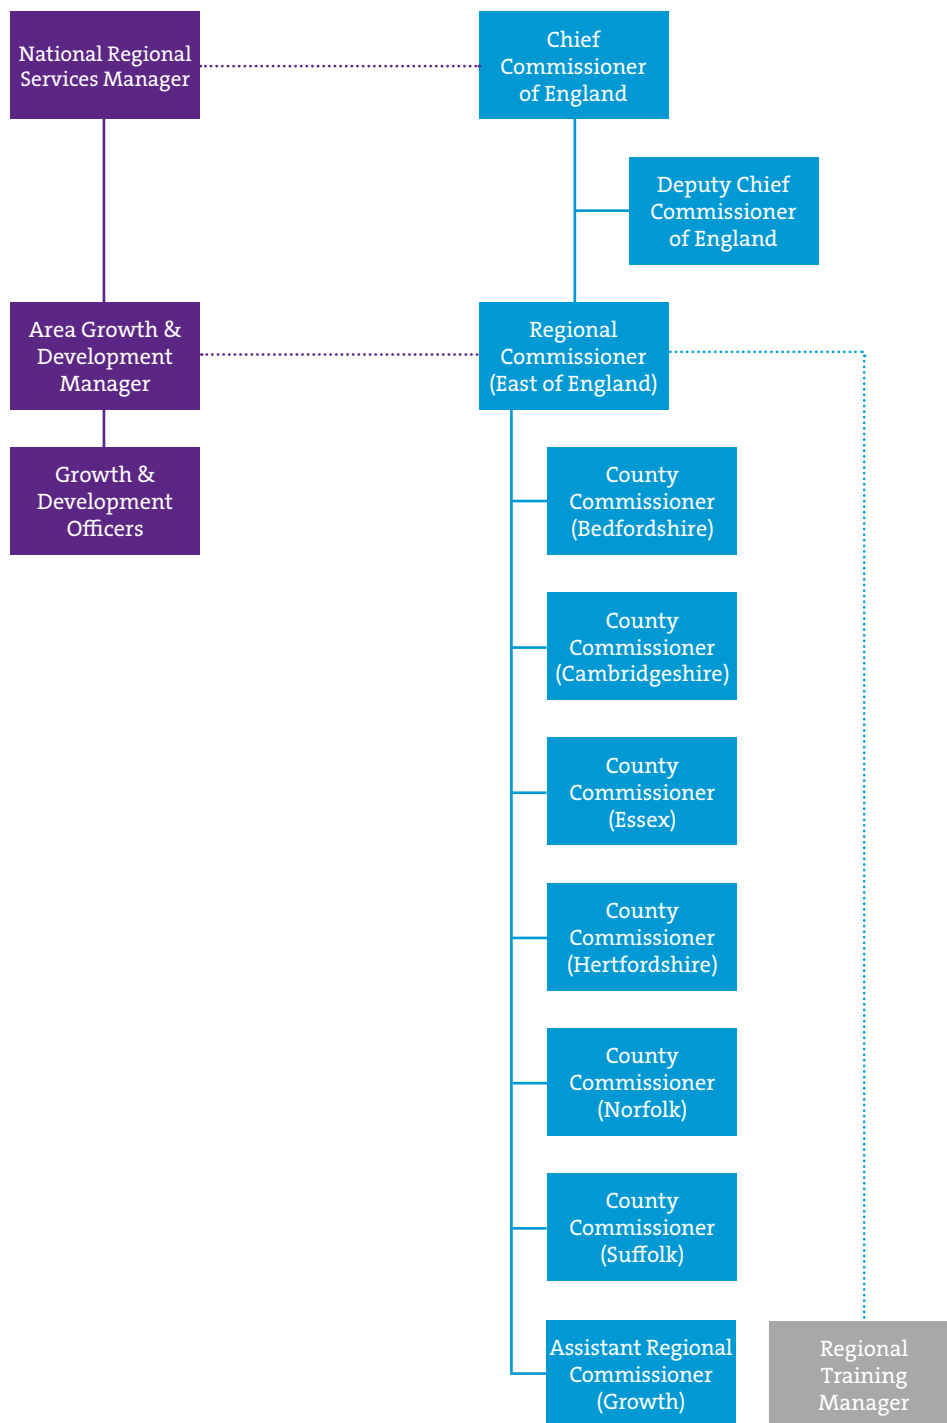 National Regional
Services Manager
Chief
Commissioner
of England
Deputy Chief
Commissioner
of England
Area Growth &
Development
Manager
Regional
Commissioner
(East of England)
Growth &
Development
Officers
County
Commissioner
(Bedfordshire)
County
Commissioner
(Cambridgeshire)
County
Commissioner
(Essex)
County
Commissioner
(Hertfordshire)
County
Commissioner
(Norfolk)
County
Commissioner
(Suffolk)
Assistant Regional
Commissioner
(Growth)
Regional
Training
Manager